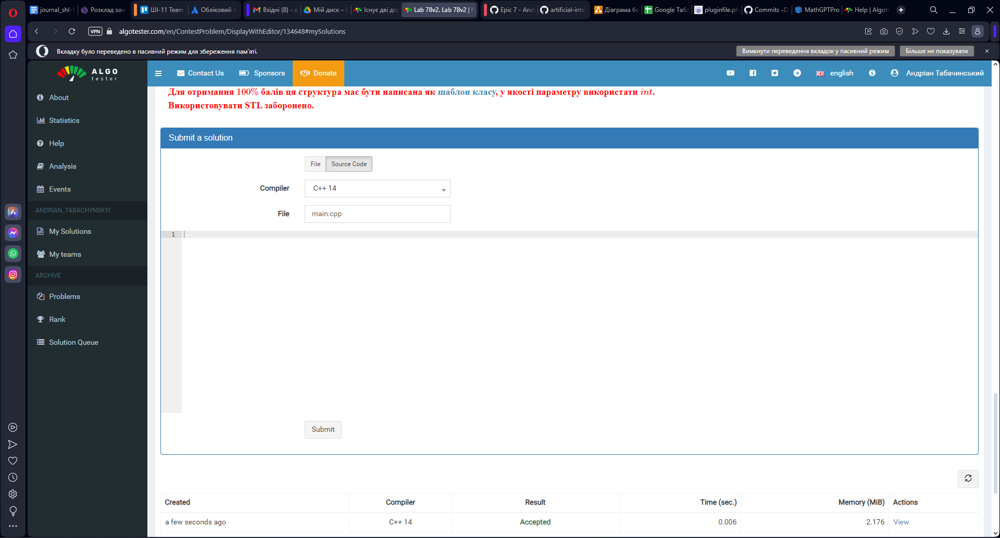 journal_shl-1
Розклад зан
ШІ-11 Team
Обліковий з
Вхідні (8) – a
Мій диск – G
Існує дві до
Lab 78v2. Lab 78v2 |
Epic 7 - And
artificial-inte
Діаграма бе
Google Табл
pluginfile.ph
Commits · D
MathGPTPro
Help | Algote
VPN
algotester.com/en/ContestProblem/DisplayWithEditor/134648#mySolutions
Вкладку було переведено в пасивний режим для збереження пам'яті.
Вимкнути переведення вкладок у пасивний режим
Більше не показувати
ALGO
tester
Contact Us
Sponsors
Donate
english
Андріан Табачинський
About
Statistics
Help
Analysis
Events
ANDRIAN_TABACHYNSKYI
My Solutions
My teams
ARCHIVE
Problems
Rank
Solution Queue
Для отримання 100% балів ця структура має бути написана як шаблон класу, у якості параметру використати int.
Використовувати STL заборонено.
Submit a solution
File
Source Code
Compiler
C++ 14
File
main.cpp
1
Submit
Created
Compiler
Result
Time (sec.)
Memory (MiB)
Actions
a few seconds ago
C++ 14
Accepted
0.006
2.176
View